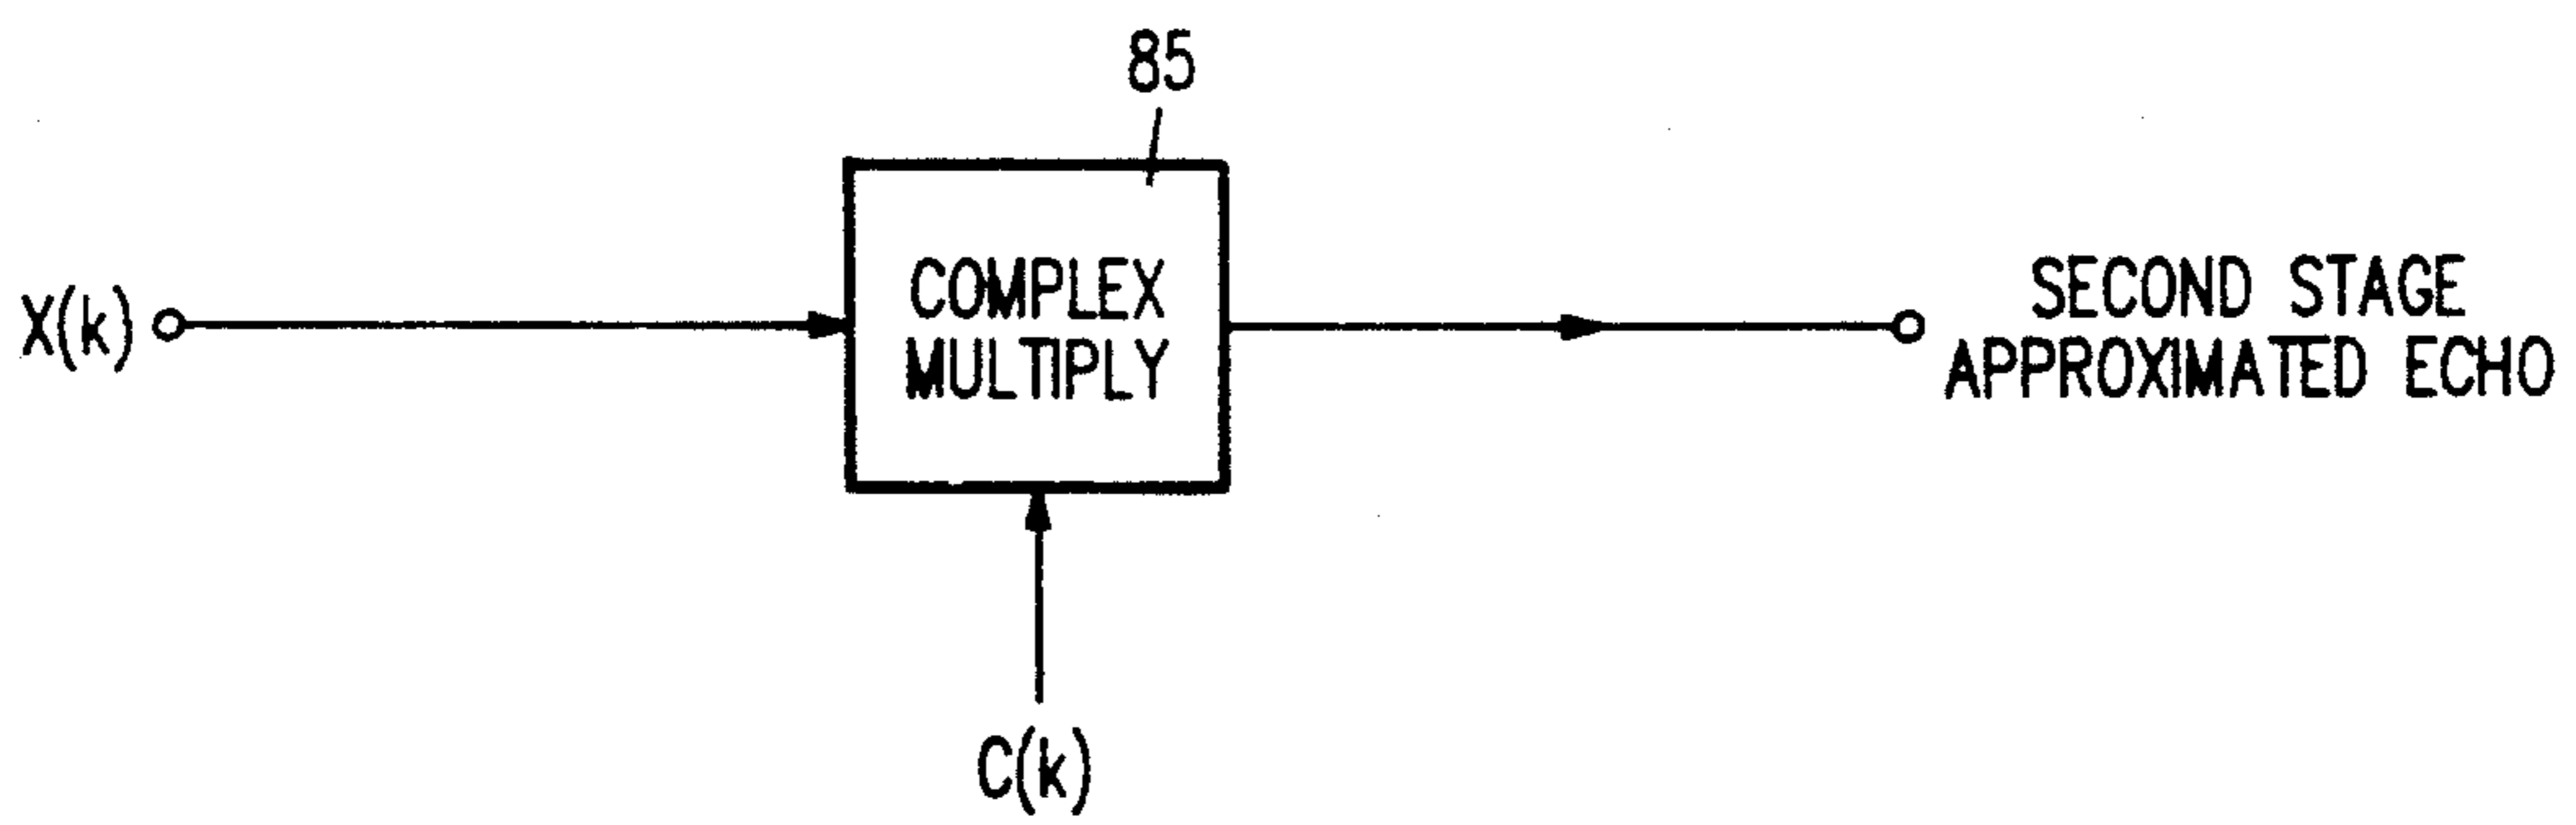 85
X(k)
COMPLEX
MULTIPLY
SECOND STAGE
APPROXIMATED ECHO
C(k)